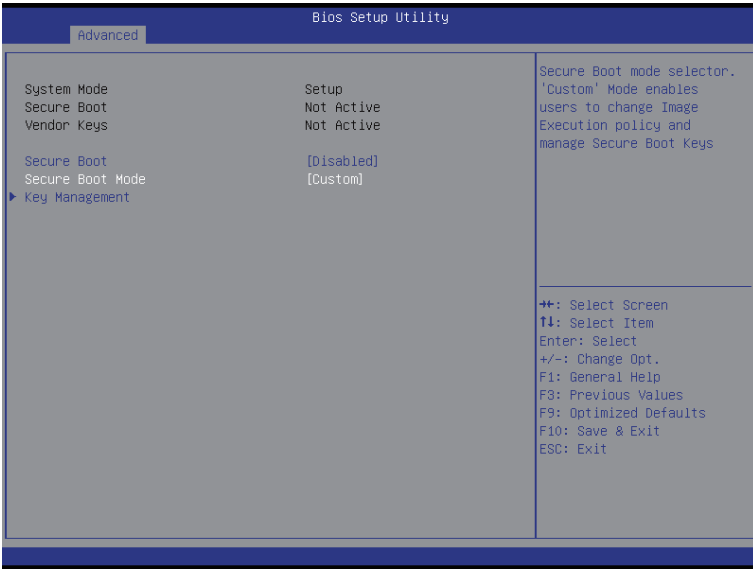 Bios Setup Utility
Advanced
System Mode Setup
Secure Boot Not Active
Vendor Keys Not Active
Secure Boot [Disabled]
Secure Boot Mode [Custom]
Key Management
Secure Boot mode selector.
'Custom' Mode enables
users to change Image
Execution policy and
manage Secure Boot Keys
→←: Select Screen
↑↓: Select Item
Enter: Select
+/-: Change Opt.
F1: General Help
F3: Previous Values
F9: Optimized Defaults
F10: Save & Exit
ESC: Exit